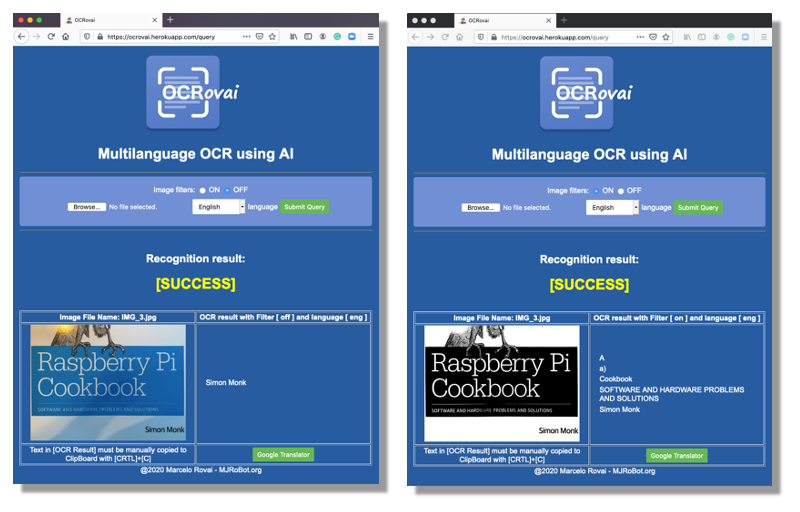 OCRovai
https://ocrovai.herokuapp.com/query
OCRovai
Multilanguage OCR using AI
Image filters: ON OFF
Browse... No file selected. English language Submit Query
Recognition result:
[SUCCESS]
Image File Name: IMG_3.jpg OCR result with Filter [ off ] and language [ eng ]
Raspberry Pi
Cookbook
SOFTWARE AND HARDWARE PROBLEMS AND SOLUTIONS
Simon Monk
Simon Monk
Text in [OCR Result] must be manually copied to
ClipBoard with [CRTL]+[C]
Google Translator
@2020 Marcelo Rovai - MJRoBot.org
OCRovai
https://ocrovai.herokuapp.com/query
OCRovai
Multilanguage OCR using AI
Image filters: ON OFF
Browse... No file selected. English language Submit Query
Recognition result:
[SUCCESS]
Image File Name: IMG_3.jpg OCR result with Filter [ on ] and language [ eng ]
Raspberry Pi
Cookbook
SOFTWARE AND HARDWARE PROBLEMS AND SOLUTIONS
Simon Monk
A
a)
Cookbook
SOFTWARE AND HARDWARE PROBLEMS
AND SOLUTIONS
Simon Monk
Text in [OCR Result] must be manually copied to
ClipBoard with [CRTL]+[C]
Google Translator
@2020 Marcelo Rovai - MJRoBot.org